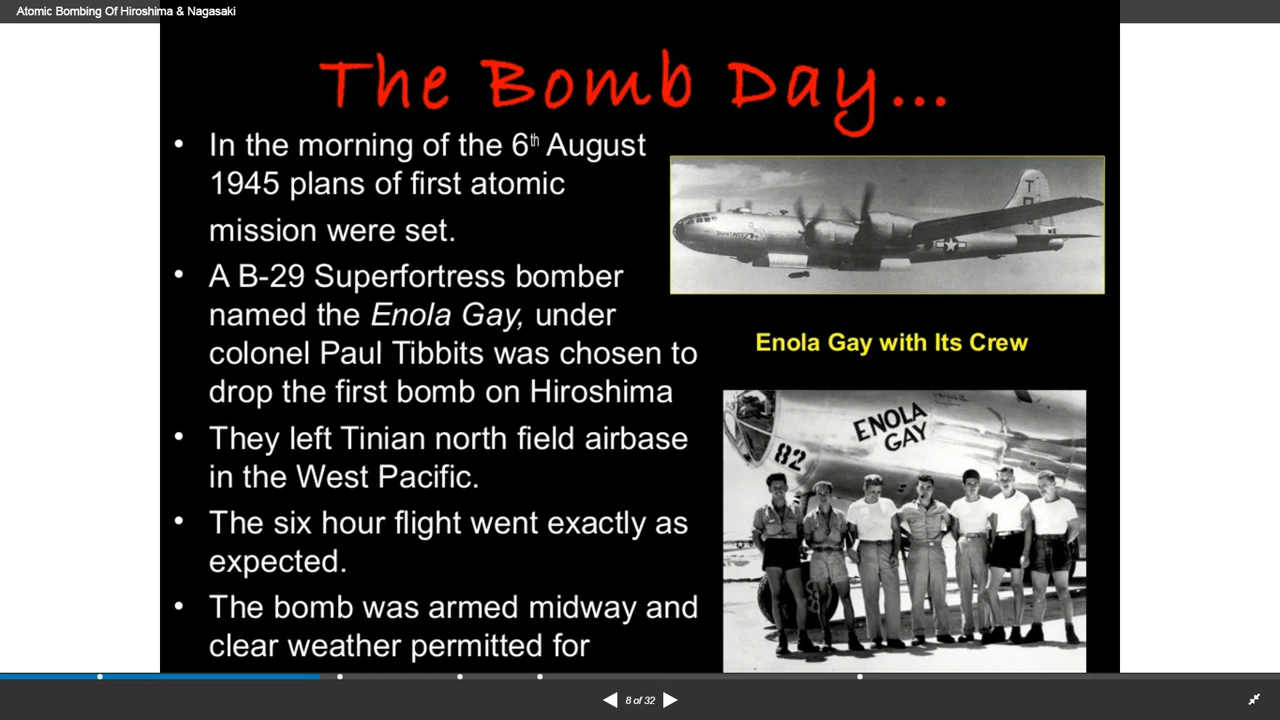 Atomic Bombing Of Hiroshima & Nagasaki
The Bomb Day...
• In the morning of the 6th August
1945 plans of first atomic
mission were set.
• A B-29 Superfortress bomber
named the Enola Gay, under
colonel Paul Tibbits was chosen to
drop the first bomb on Hiroshima
• They left Tinian north field airbase
in the West Pacific.
• The six hour flight went exactly as
expected.
• The bomb was armed midway and
clear weather permitted for
Enola Gay with Its Crew
ENOLA
GAY
82
8 of 32